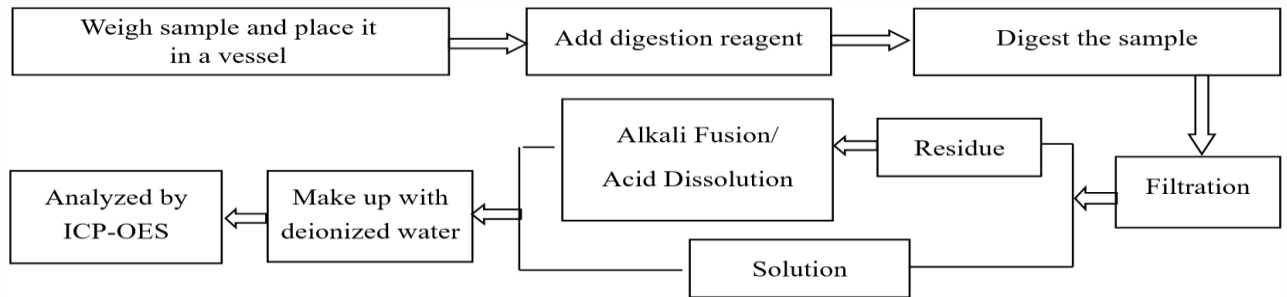 Weigh sample and place it
in a vessel
Add digestion reagent
Digest the sample
Filtration
Residue
Alkali Fusion/
Acid Dissolution
Solution
Make up with
deionized water
Analyzed by
ICP-OES